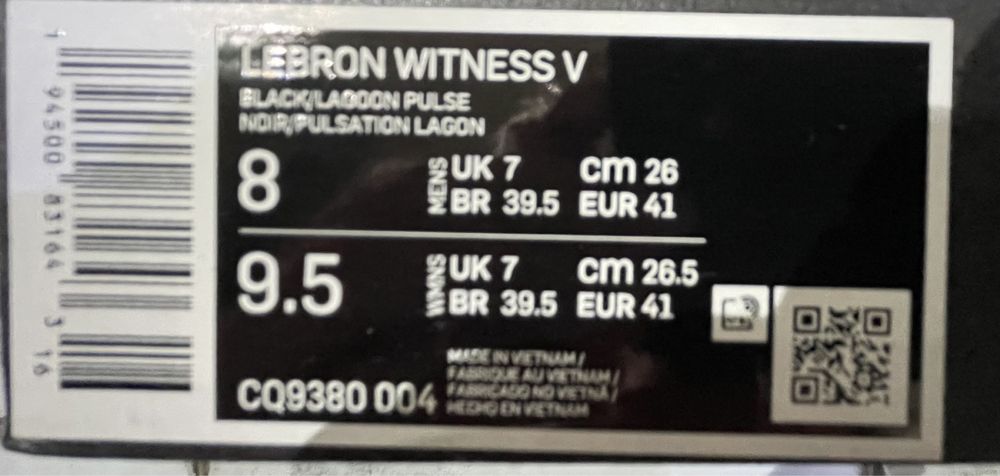 LEBRON WITNESS V
BLACK/LAGOON PULSE
NOIR/PULSATION LAGON
8 MENS UK 7 cm 26
BR 39.5 EUR 41
9.5 WMNS UK 7 cm 26.5
BR 39.5 EUR 41
CQ9380 004
MADE IN VIETNAM /
FABRIQUE AU VIETNAM /
FABRICADO NO VIETNÃ /
HECHO EN VIETNAM
1 94500 83164 3 16